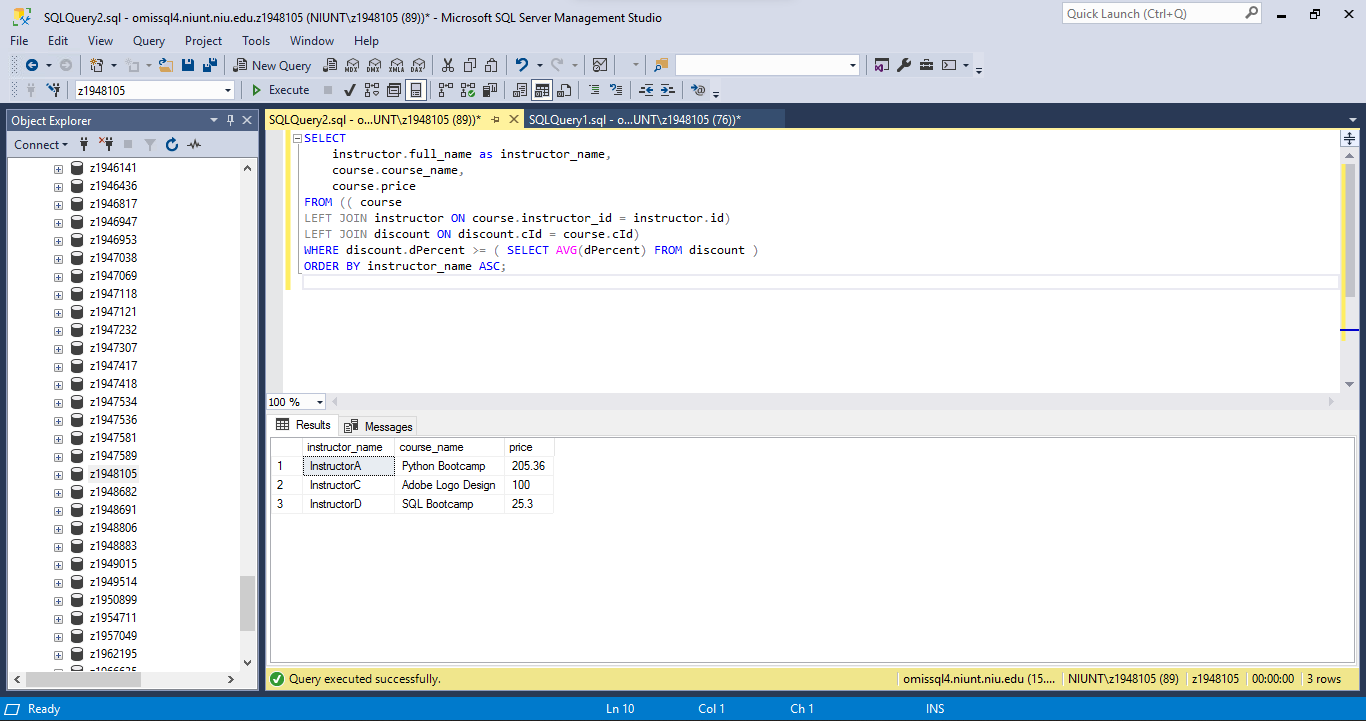 SQLQuery2.sql - omissql4.niunt.niu.edu.z1948105 (NIUNT\z1948105 (89))* - Microsoft SQL Server Management Studio
Quick Launch (Ctrl+Q)
File Edit View Query Project Tools Window Help
New Query
MDX DMX XMLA DAX
z1948105
Execute
Object Explorer
Connect
z1946141
z1946436
z1946817
z1946947
z1946953
z1947038
z1947069
z1947118
z1947121
z1947232
z1947307
z1947417
z1947418
z1947534
z1947536
z1947581
z1947589
z1948105
z1948682
z1948691
z1948806
z1948883
z1949015
z1949514
z1950899
z1954711
z1957049
z1962195
SQLQuery2.sql - o...UNT\z1948105 (89))*
SQLQuery1.sql - o...UNT\z1948105 (76))*
SELECT
instructor.full_name as instructor_name,
course.course_name,
course.price
FROM (( course
LEFT JOIN instructor ON course.instructor_id = instructor.id)
LEFT JOIN discount ON discount.cId = course.cId)
WHERE discount.dPercent >= ( SELECT AVG(dPercent) FROM discount )
ORDER BY instructor_name ASC;
100 %
Results
Messages
instructor_name course_name price
1 InstructorA Python Bootcamp 205.36
2 InstructorC Adobe Logo Design 100
3 InstructorD SQL Bootcamp 25.3
Query executed successfully.
omissql4.niunt.niu.edu (15....
NIUNT\z1948105 (89)
z1948105
00:00:00
3 rows
Ready
Ln 10
Col 1
Ch 1
INS